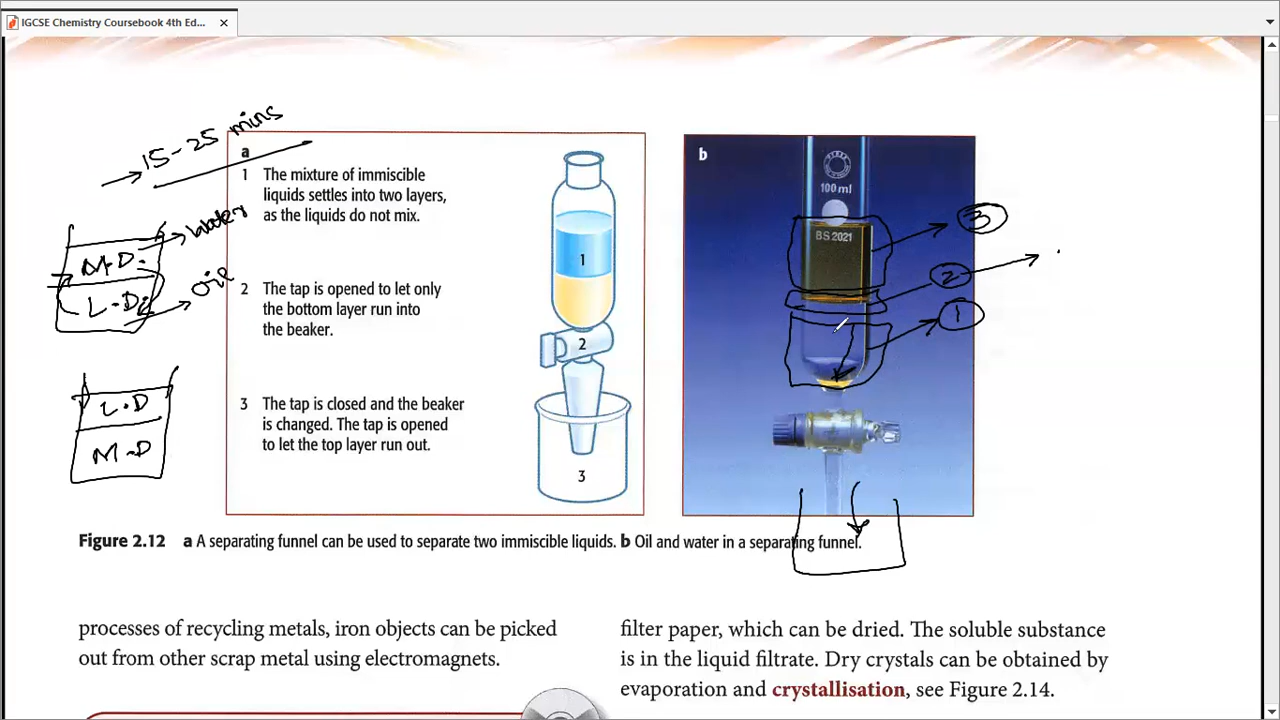 IGCSE Chemistry Coursebook 4th Ed...
15-25 mins
a
1 The mixture of immiscible
liquids settles into two layers,
as the liquids do not mix.
2 The tap is opened to let only
the bottom layer run into
the beaker.
3 The tap is closed and the beaker
is changed. The tap is opened
to let the top layer run out.
1
2
3
b
100 ml
BS.2021
3
2
1
water
M.D.
L.D.
oil
L.D
M.D
Figure 2.12 a A separating funnel can be used to separate two immiscible liquids. b Oil and water in a separating funnel.
processes of recycling metals, iron objects can be picked
out from other scrap metal using electromagnets.
filter paper, which can be dried. The soluble substance
is in the liquid filtrate. Dry crystals can be obtained by
evaporation and crystallisation, see Figure 2.14.